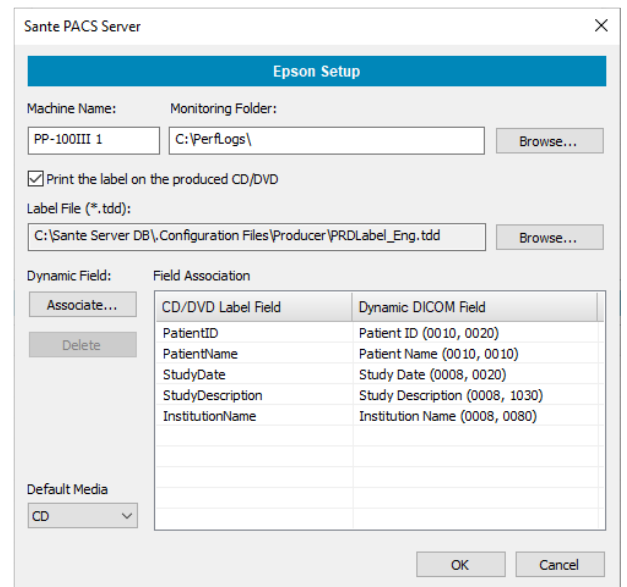 Sante PACS Server
Epson Setup
Machine Name: Monitoring Folder:
PP-100III 1 C:\PerfLogs\ Browse...
Print the label on the produced CD/DVD
Label File (*.tdd):
C:\Sante Server DB\.Configuration Files\Producer\PRDLabel_Eng.tdd Browse...
Dynamic Field: Field Association
Associate... CD/DVD Label Field Dynamic DICOM Field
Delete PatientID Patient ID (0010, 0020)
PatientName Patient Name (0010, 0010)
StudyDate Study Date (0008, 0020)
StudyDescription Study Description (0008, 1030)
InstitutionName Institution Name (0008, 0080)
Default Media
CD
OK Cancel